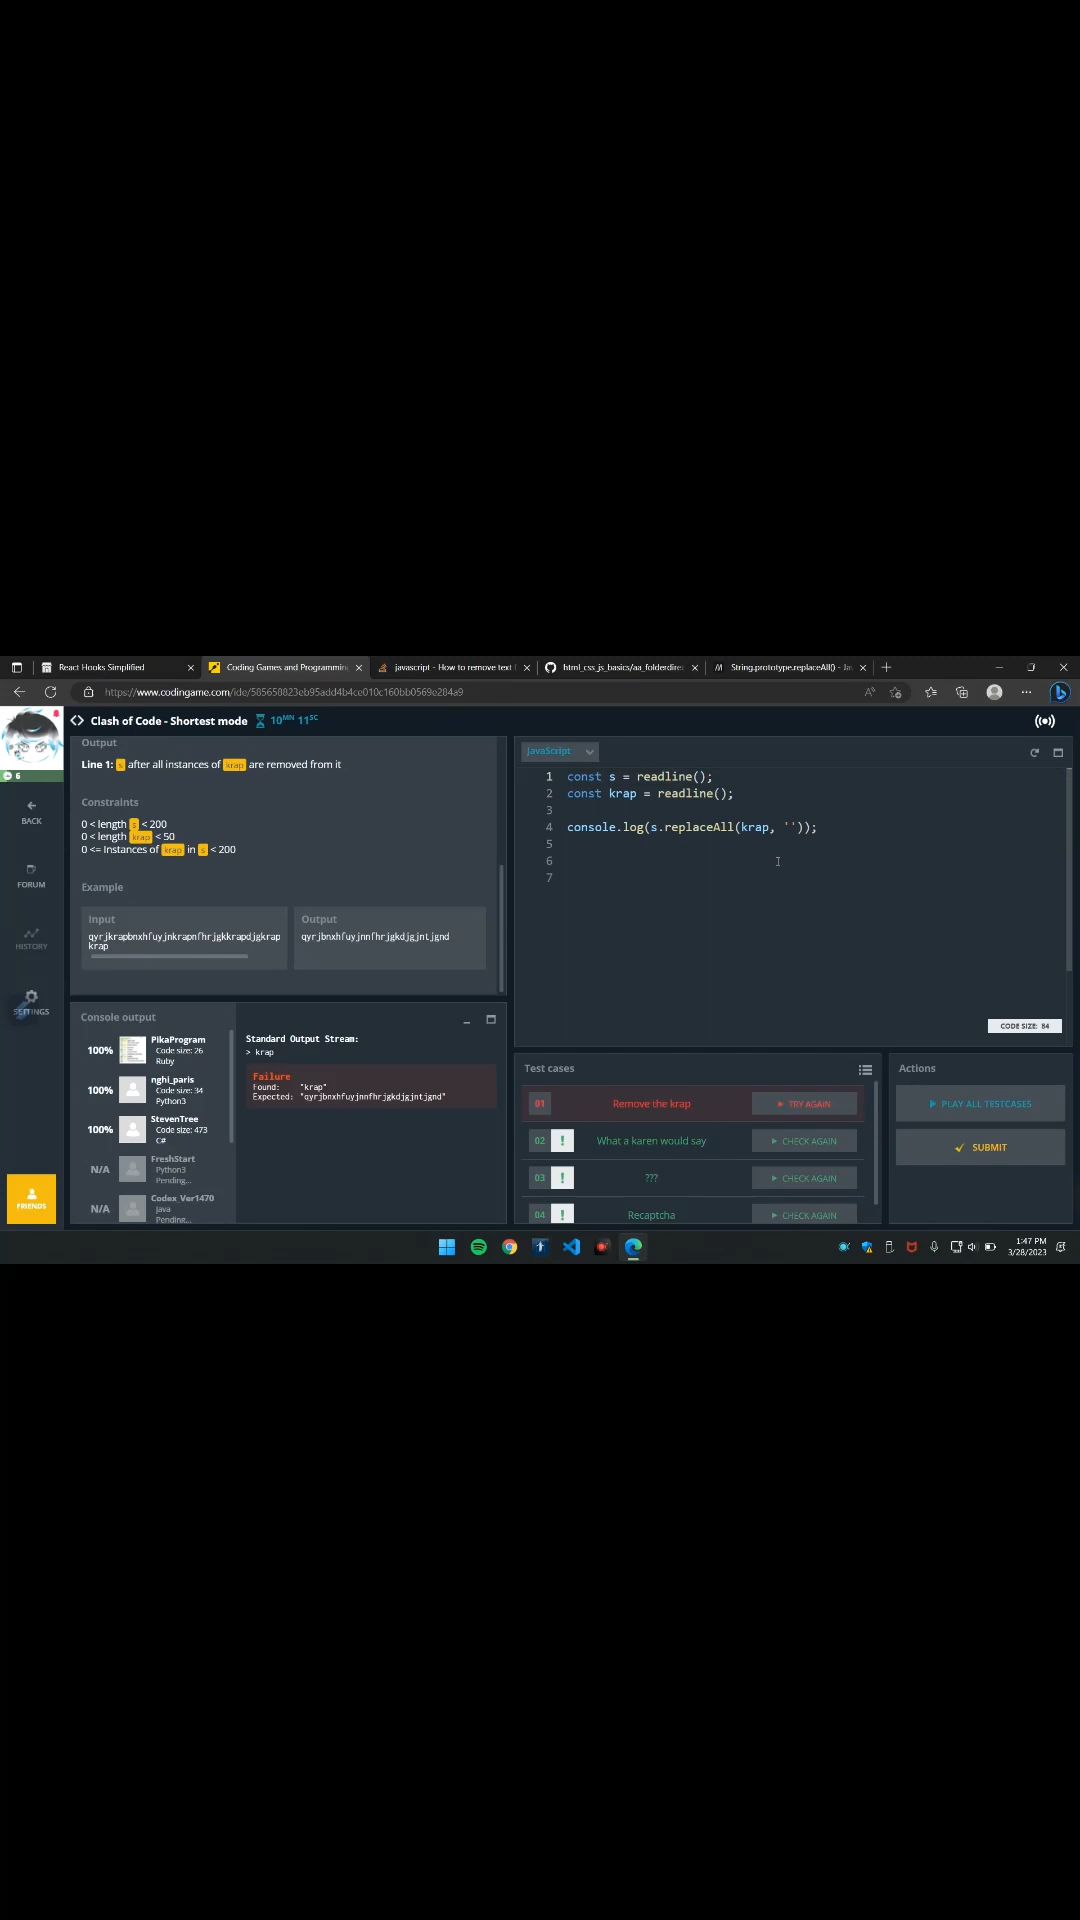 React Hooks Simplified
Coding Games and Programming
javascript - How to remove text f
html_css_js_basics/aa_folderdire
String.prototype.replaceAll() - Ja
https://www.codingame.com/ide/585658823eb95add4b4ce010c160bb0569e284a9
Clash of Code - Shortest mode 10MN 11SC
6
BACK
FORUM
HISTORY
SETTINGS
FRIENDS
Output
Line 1: s after all instances of krap are removed from it
Constraints
0 < length s < 200
0 < length krap < 50
0 <= Instances of krap in s < 200
Example
Input
qyrjkrapbnxhfuyjnkrapnfhrjgkkrapdjgkrap
krap
Output
qyrjbnxhfuyjnnfhrjgkdjgjntjgnd
JavaScript
1 const s = readline();
2 const krap = readline();
3
4 console.log(s.replaceAll(krap, ''));
5
6
7
CODE SIZE: 84
Console output
100% PikaProgram
Code size: 26
Ruby
100% nghi_paris
Code size: 34
Python3
100% StevenTree
Code size: 473
C#
N/A FreshStart
Python3
Pending...
N/A Codex_Ver1470
Java
Pending...
Standard Output Stream:
> krap
Failure
Found: "krap"
Expected: "qyrjbnxhfuyjnnfhrjgkdjgjntjgnd"
Test cases
01 Remove the krap TRY AGAIN
02 ! What a karen would say CHECK AGAIN
03 ! ??? CHECK AGAIN
04 ! Recaptcha CHECK AGAIN
Actions
PLAY ALL TESTCASES
SUBMIT
1:47 PM
3/28/2023